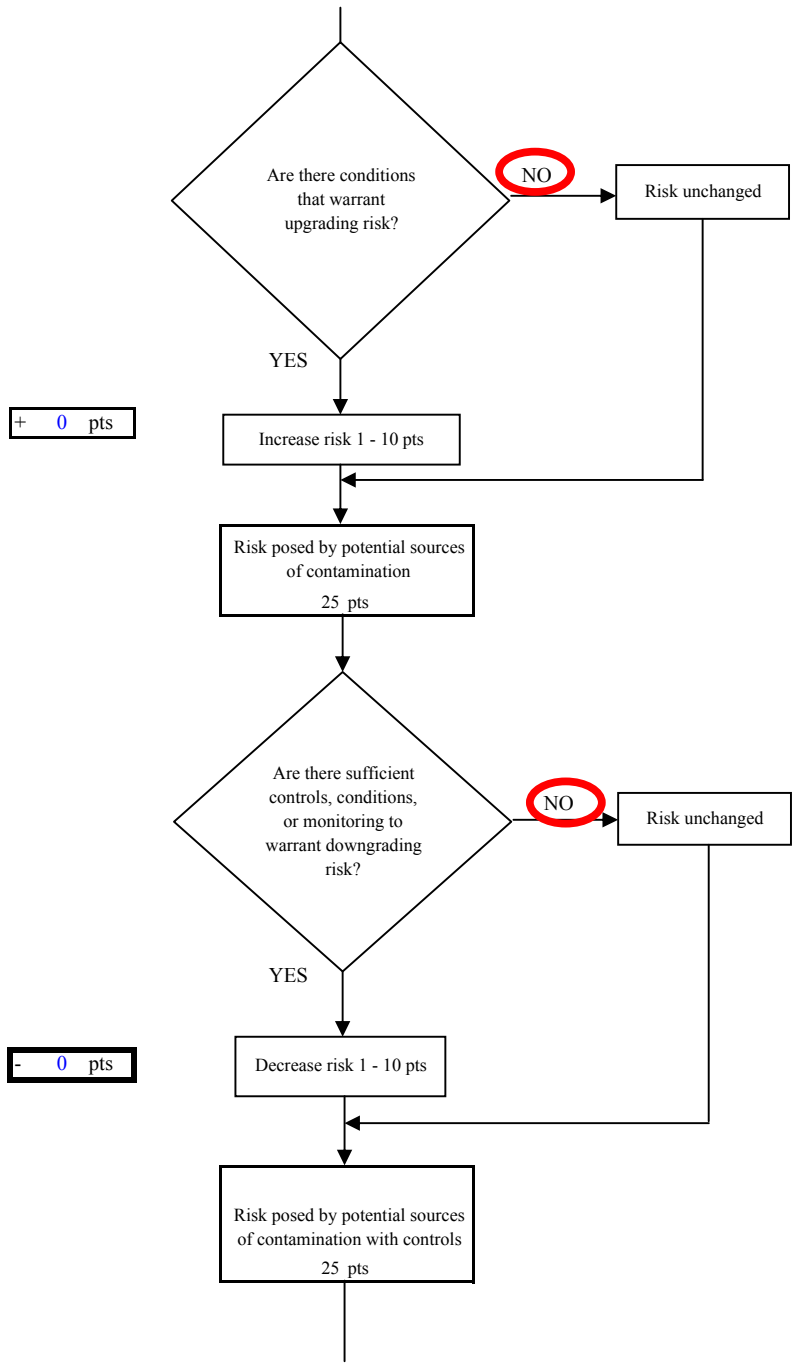 Are there conditions
that warrant
upgrading risk?
NO
Risk unchanged
YES
+ 0 pts
Increase risk 1 - 10 pts
Risk posed by potential sources
of contamination
25 pts
Are there sufficient
controls, conditions,
or monitoring to
warrant downgrading
risk?
NO
Risk unchanged
YES
- 0 pts
Decrease risk 1 - 10 pts
Risk posed by potential sources
of contamination with controls
25 pts